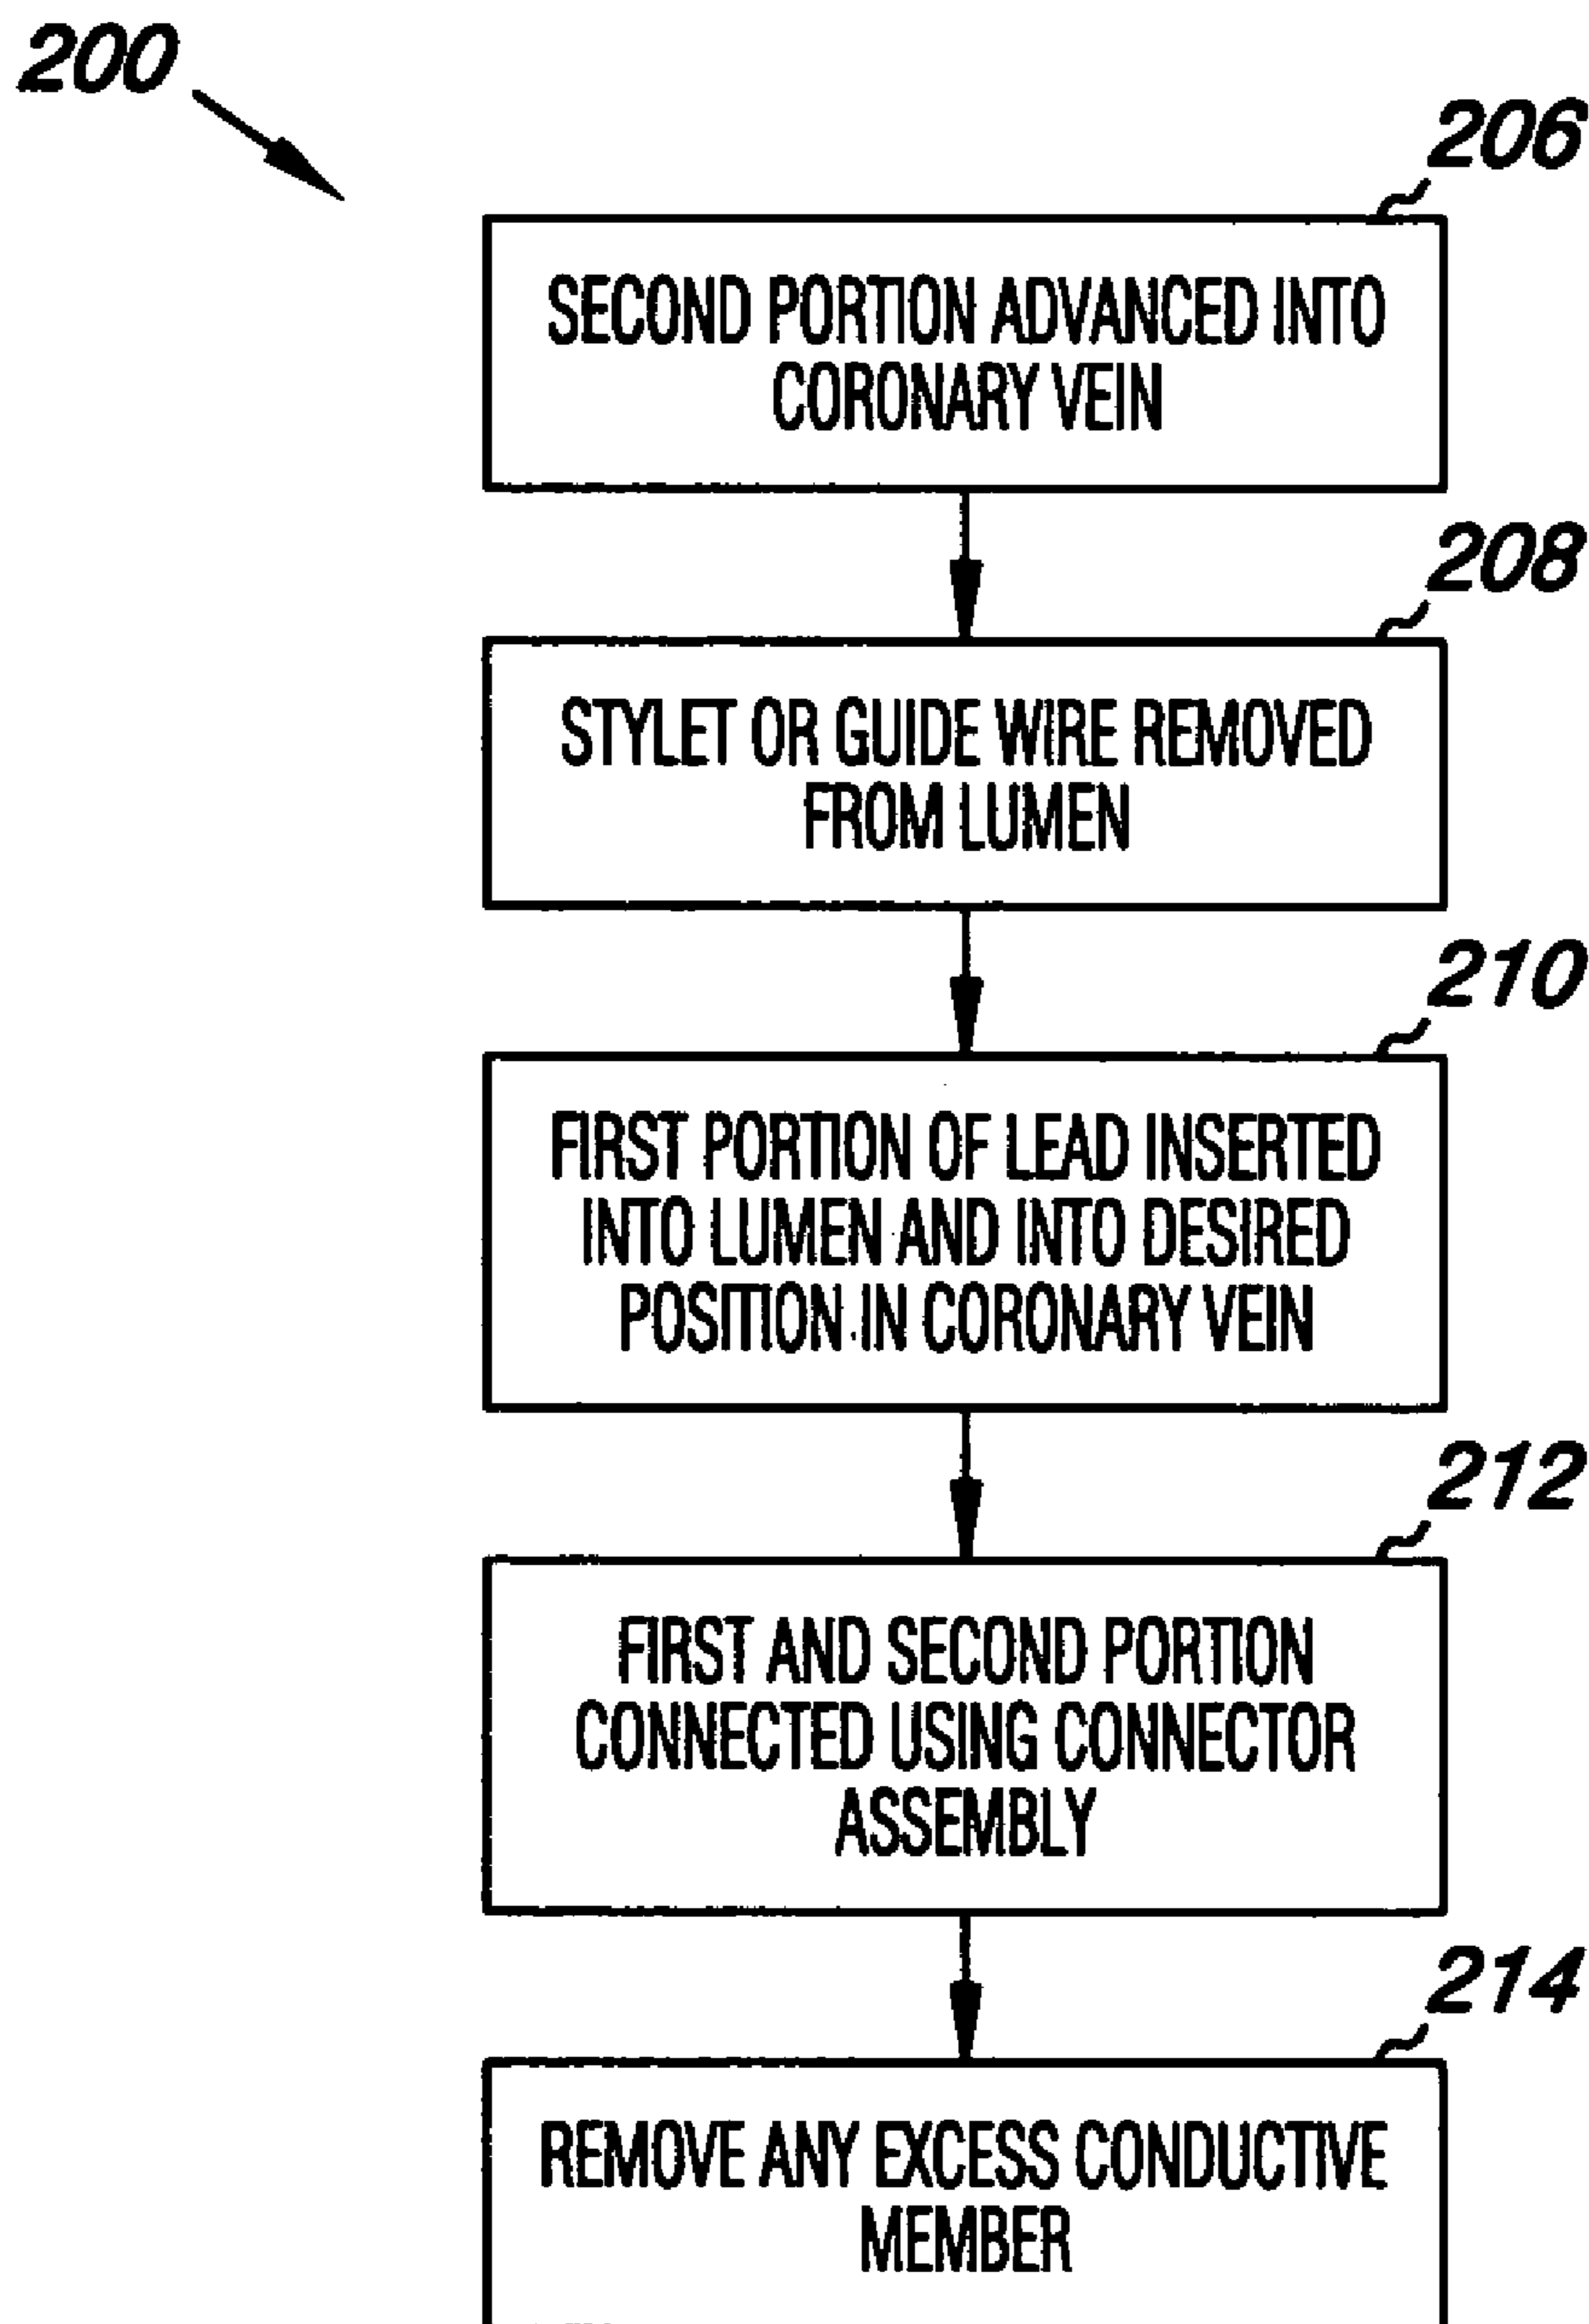 200
206
SECOND PORTION ADVANCED INTO
CORONARY VEIN
208
STYLET OR GUIDE WIRE REMOVED
FROM LUMEN
210
FIRST PORTION OF LEAD INSERTED
INTO LUMEN AND INTO DESIRED
POSITION IN CORONARY VEIN
212
FIRST AND SECOND PORTION
CONNECTED USING CONNECTOR
ASSEMBLY
214
REMOVE ANY EXCESS CONDUCTIVE
MEMBER